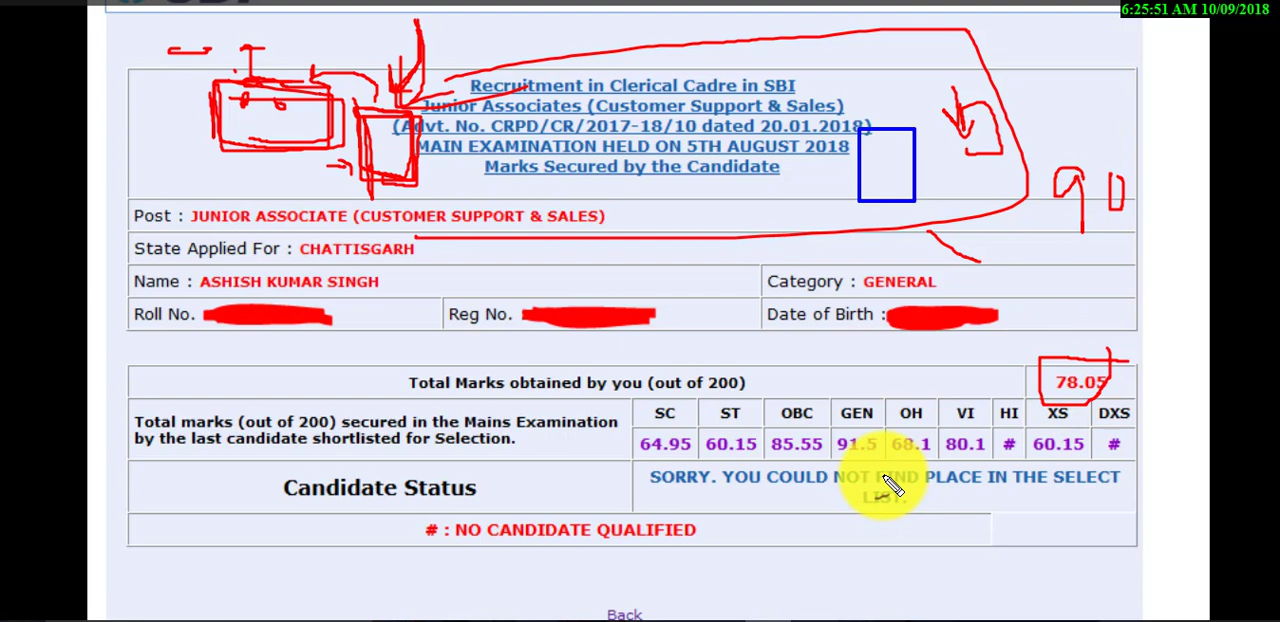 6:25:51 AM 10/09/2018
Recruitment in Clerical Cadre in SBI
Junior Associates (Customer Support & Sales)
(Advt. No. CRPD/CR/2017-18/10 dated 20.01.2018)
MAIN EXAMINATION HELD ON 5TH AUGUST 2018
Marks Secured by the Candidate
90
Post : JUNIOR ASSOCIATE (CUSTOMER SUPPORT & SALES)
State Applied For : CHATTISGARH
Name : ASHISH KUMAR SINGH Category : GENERAL
Roll No. Reg No. Date of Birth :
Total Marks obtained by you (out of 200) 78.05
Total marks (out of 200) secured in the Mains Examination by the last candidate shortlisted for Selection.
SC ST OBC GEN OH VI HI XS DXS
64.95 60.15 85.55 91.5 68.1 80.1 # 60.15 #
Candidate Status
SORRY. YOU COULD NOT FIND PLACE IN THE SELECT
LIST.
# : NO CANDIDATE QUALIFIED
Back